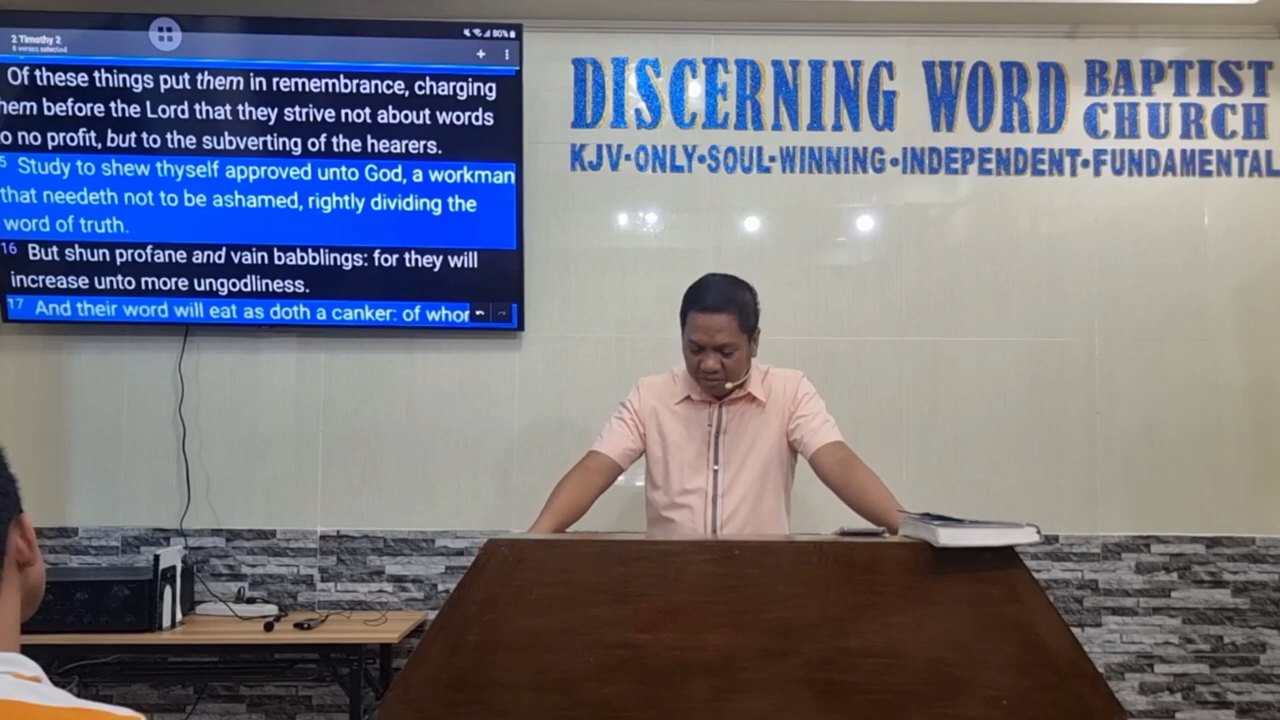 2 Timothy 2
6 verses selected
80%
Of these things put them in remembrance, charging
hem before the Lord that they strive not about words
o no profit, but to the subverting of the hearers.
5 Study to shew thyself approved unto God, a workman
that needeth not to be ashamed, rightly dividing the
word of truth.
16 But shun profane and vain babblings: for they will
increase unto more ungodliness.
17 And their word will eat as doth a canker: of whor
DISCERNING WORD BAPTIST CHURCH
KJV-ONLY•SOUL-WINNING•INDEPENDENT•FUNDAMENTAL